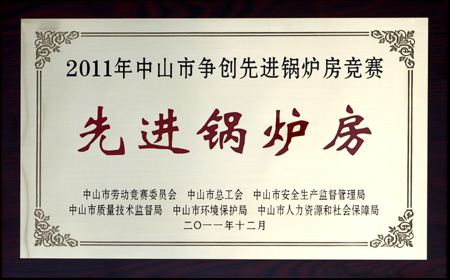 2011年中山市争创先进锅炉房竞赛
先进锅炉房
中山市劳动竞赛委员会 中山市总工会 中山市安全生产监督管理局
中山市质量技术监督局 中山市环境保护局 中山市人力资源和社会保障局
二〇一一年十二月